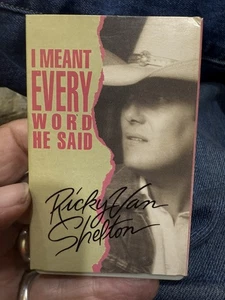 I MEANT
EVERY
WORD
HE SAID
Ricky Van
Shelton